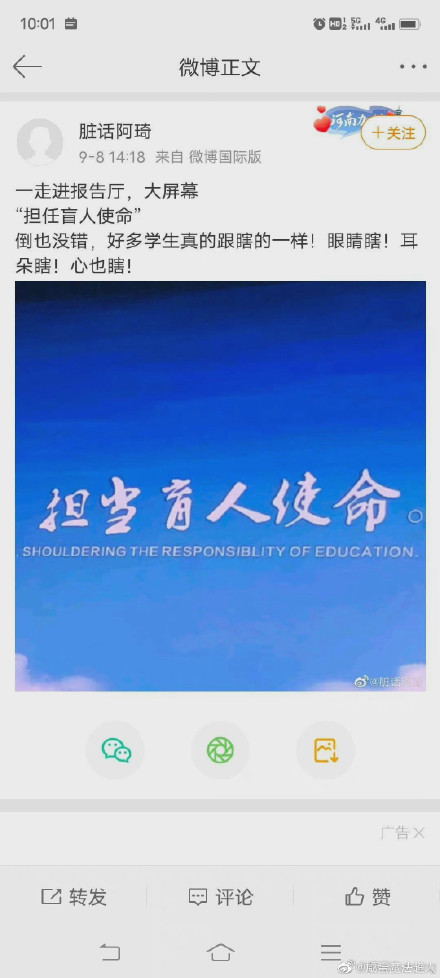 10:01
微博正文
脏话阿琦
河南加
+关注
9-8 14:18 来自 微博国际版
一走进报告厅，大屏幕
“担任盲人使命”
倒也没错，好多学生真的跟瞎的一样！眼睛瞎！耳
朵瞎！心也瞎！
担当育人使命。
SHOULDERING THE RESPONSIBLITY OF EDUCATION.
@脏话
广告
转发
评论
赞